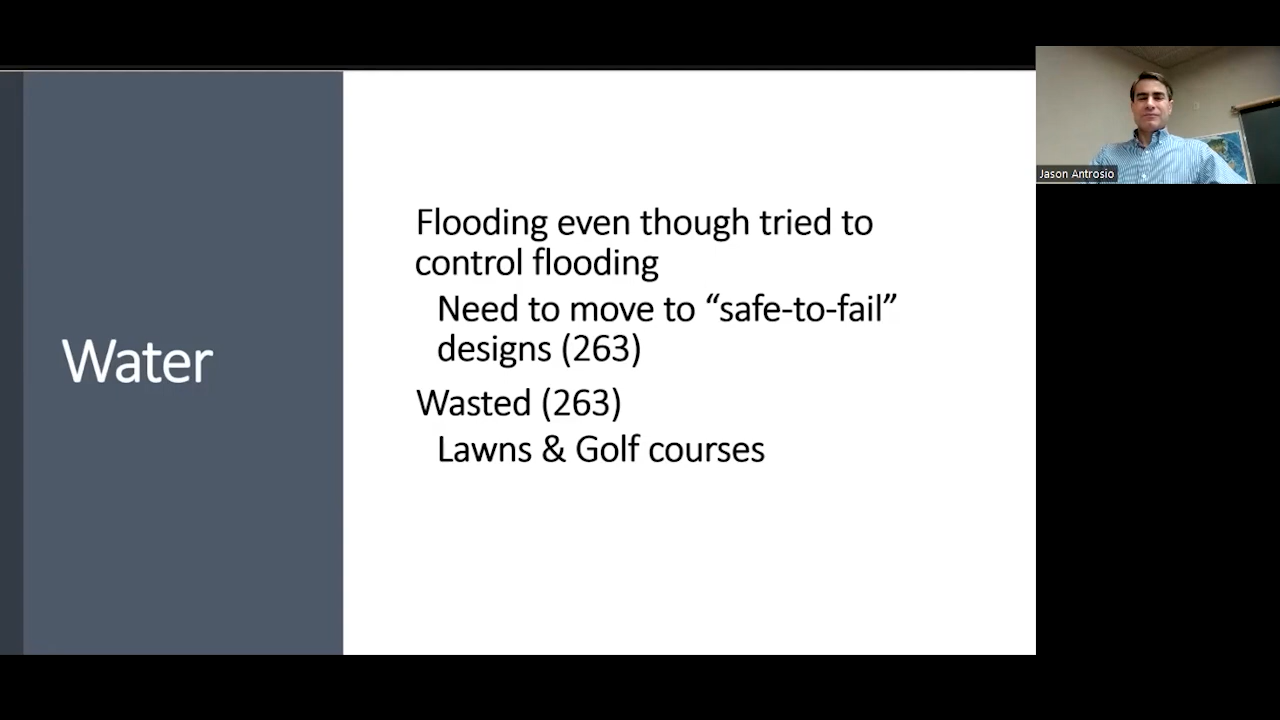 Water
Flooding even though tried to
control flooding
Need to move to “safe-to-fail”
designs (263)
Wasted (263)
Lawns & Golf courses
Jason Antrosio